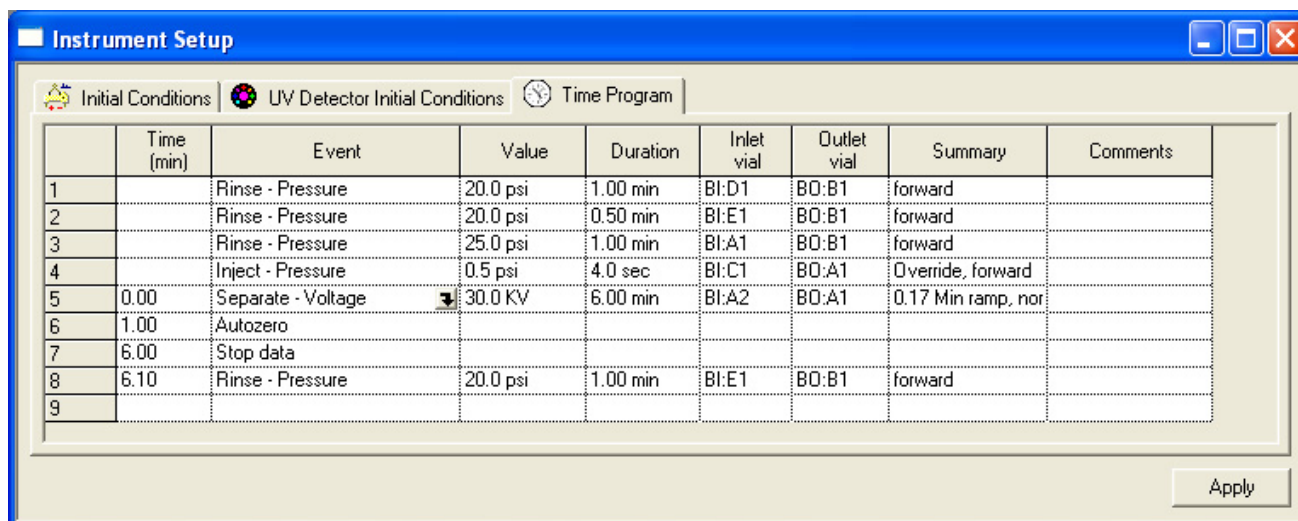 Instrument Setup
Initial Conditions UV Detector Initial Conditions Time Program
Time (min) Event Value Duration Inlet vial Outlet vial Summary Comments
1 Rinse - Pressure 20.0 psi 1.00 min BI:D1 BO:B1 forward
2 Rinse - Pressure 20.0 psi 0.50 min BI:E1 BO:B1 forward
3 Rinse - Pressure 25.0 psi 1.00 min BI:A1 BO:B1 forward
4 Inject - Pressure 0.5 psi 4.0 sec BI:C1 BO:A1 Override, forward
5 0.00 Separate - Voltage 30.0 KV 6.00 min BI:A2 BO:A1 0.17 Min ramp, nor
6 1.00 Autozero
7 6.00 Stop data
8 6.10 Rinse - Pressure 20.0 psi 1.00 min BI:E1 BO:B1 forward
9
Apply